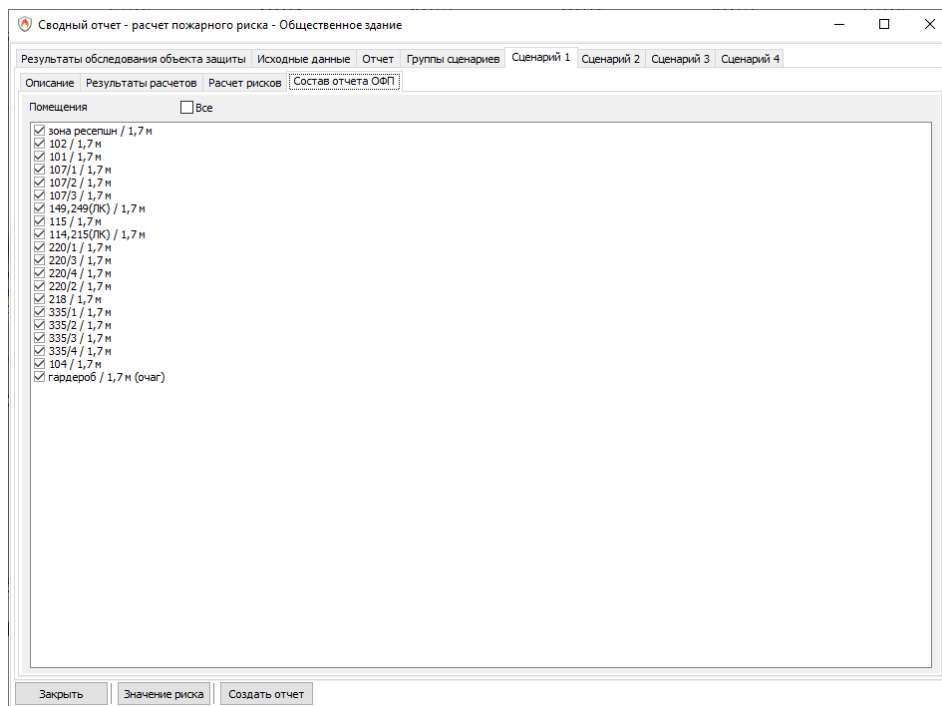 Сводный отчет - расчет пожарного риска - Общественное здание
Результаты обследования объекта защиты Исходные данные Отчет Группы сценариев Сценарий 1 Сценарий 2 Сценарий 3 Сценарий 4
Описание Результаты расчетов Расчет рисков Состав отчета ОФП
Помещения Все
зона ресепшн / 1,7 м
102 / 1,7 м
101 / 1,7 м
107/1 / 1,7 м
107/2 / 1,7 м
107/3 / 1,7 м
149,249(ЛК) / 1,7 м
115 / 1,7 м
114,215(ЛК) / 1,7 м
220/1 / 1,7 м
220/3 / 1,7 м
220/4 / 1,7 м
220/2 / 1,7 м
218 / 1,7 м
335/1 / 1,7 м
335/2 / 1,7 м
335/3 / 1,7 м
335/4 / 1,7 м
104 / 1,7 м
гардероб / 1,7 м (очаг)
Закрыть Значение риска Создать отчет